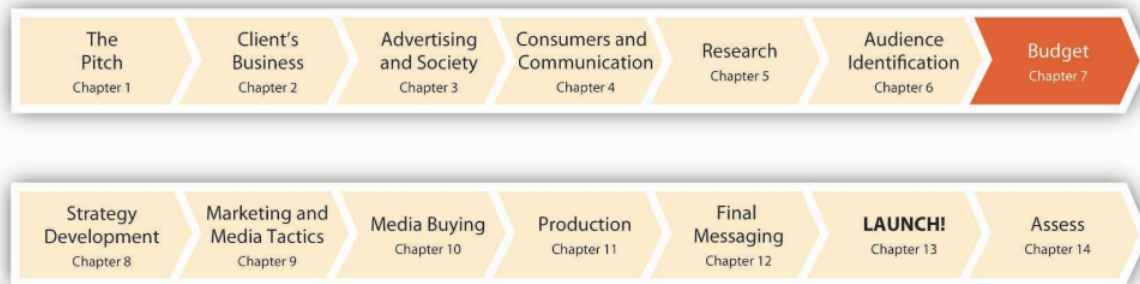 The
Pitch
Chapter 1
Client's
Business
Chapter 2
Advertising
and Society
Chapter 3
Consumers and
Communication
Chapter 4
Research
Chapter 5
Audience
Identification
Chapter 6
Budget
Chapter 7
Strategy
Development
Chapter 8
Marketing and
Media Tactics
Chapter 9
Media Buying
Chapter 10
Production
Chapter 11
Final
Messaging
Chapter 12
LAUNCH!
Chapter 13
Assess
Chapter 14